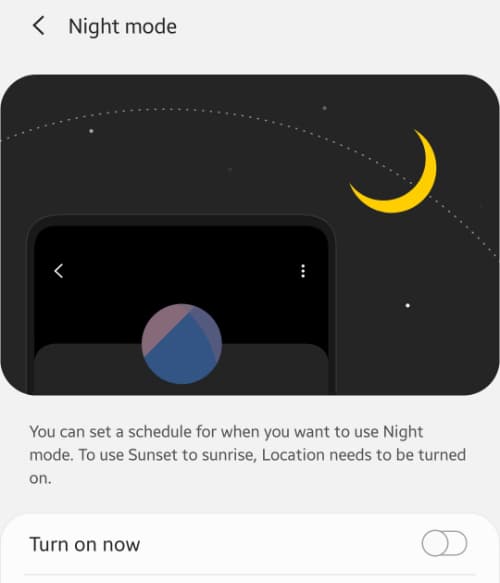 Night mode
You can set a schedule for when you want to use Night
mode. To use Sunset to sunrise, Location needs to be turned
on.
Turn on now